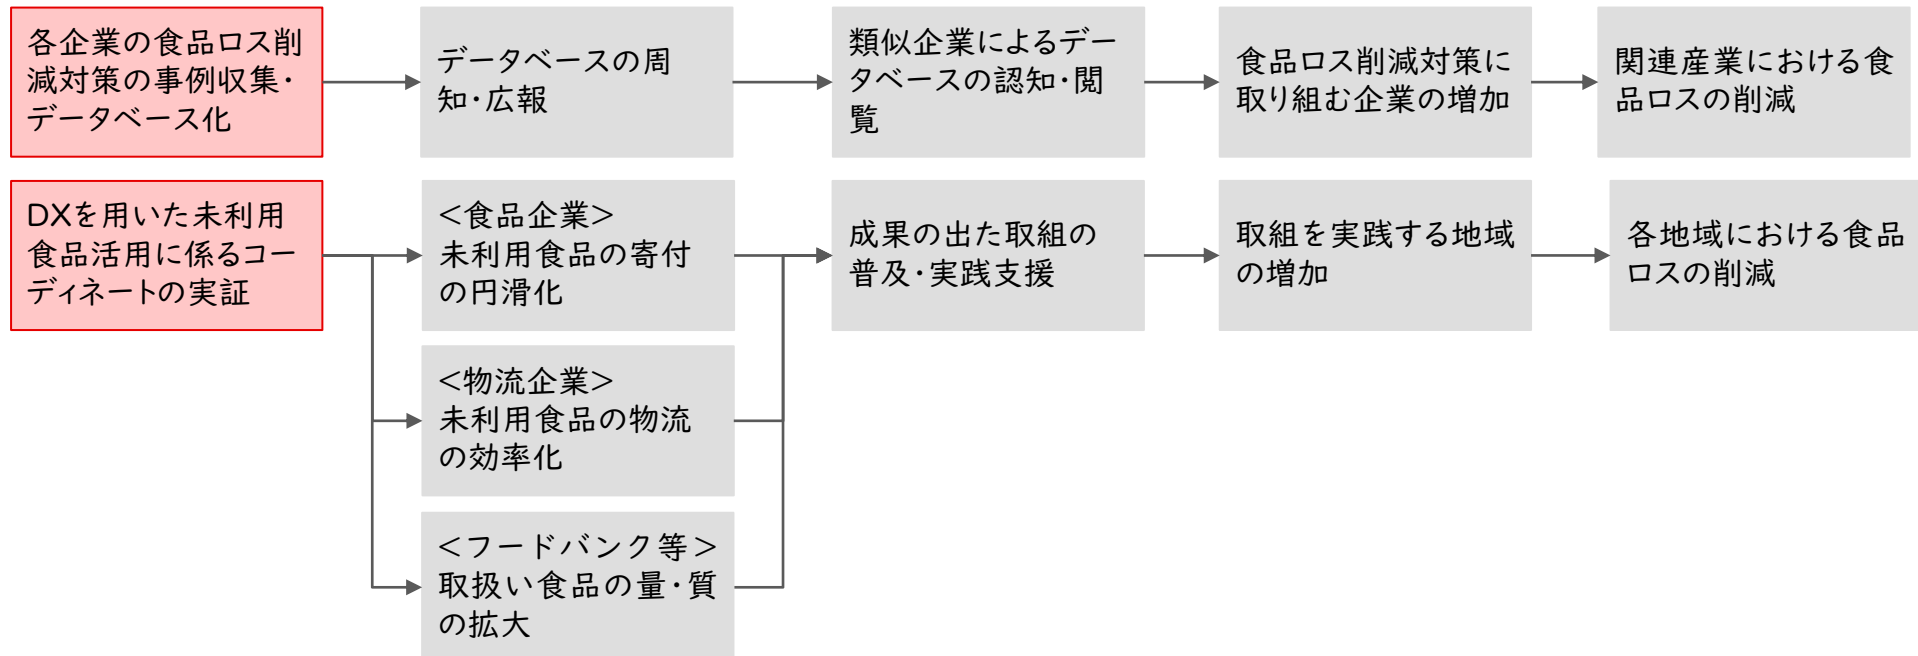 各企業の食品ロス削
減対策の事例収集・
データベース化
データベースの周
知・広報
類似企業によるデー
タベースの認知・閲
覧
食品ロス削減対策に
取り組む企業の増加
関連産業における食
品ロスの削減
DXを用いた未利用
食品活用に係るコー
ディネートの実証
<食品企業>
未利用食品の寄付
の円滑化
<物流企業>
未利用食品の物流
の効率化
<フードバンク等>
取扱い食品の量・質
の拡大
成果の出た取組の
普及・実践支援
取組を実践する地域
の増加
各地域における食品
ロスの削減